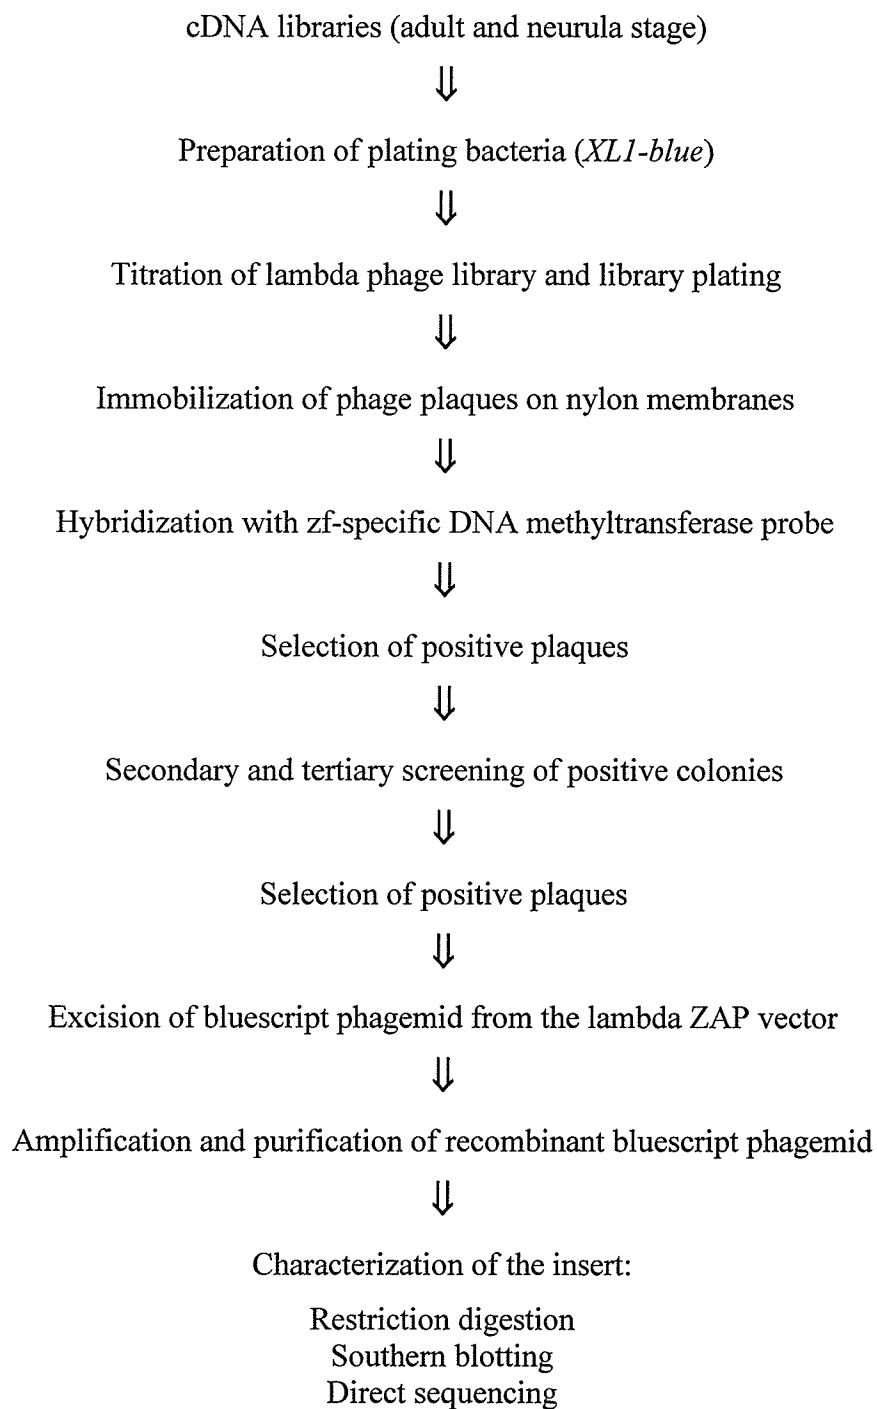 cDNA libraries (adult and neurula stage)
⇓
Preparation of plating bacteria (XL1-blue)
⇓
Titration of lambda phage library and library plating
⇓
Immobilization of phage plaques on nylon membranes
⇓
Hybridization with zf-specific DNA methyltransferase probe
⇓
Selection of positive plaques
⇓
Secondary and tertiary screening of positive colonies
⇓
Selection of positive plaques
⇓
Excision of bluescript phagemid from the lambda ZAP vector
⇓
Amplification and purification of recombinant bluescript phagemid
⇓
Characterization of the insert:
Restriction digestion
Southern blotting
Direct sequencing